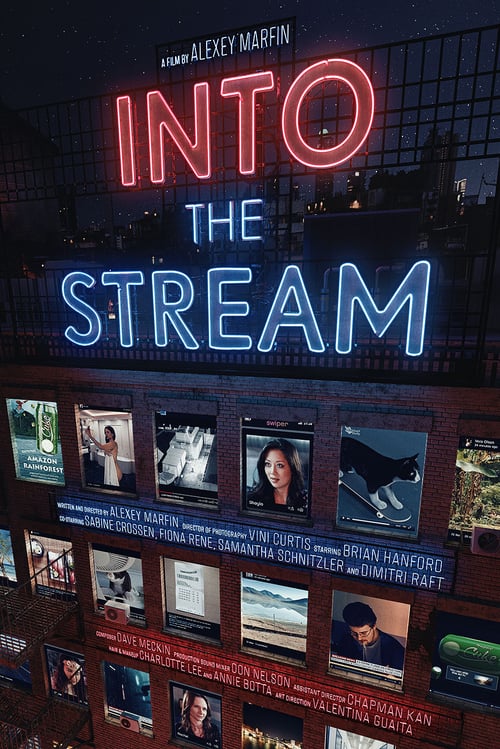 A FILM BY ALEXEY MARFIN
INTO
THE
STREAM
AMAZON
RAINFOREST
swiper
WRITTEN AND DIRECTED BY ALEXEY MARFIN DIRECTOR OF PHOTOGRAPHY VINI CURTIS STARRING BRIAN HANFORD
CO-STARRING SABINE CROSSEN, FIONA RENE, SAMANTHA SCHNITZLER, AND DIMITRI RAFT
COMPOSER DAVE MECKIN PRODUCTION SOUND MIXER DON NELSON ASSISTANT DIRECTOR CHAPMAN KAN
HAIR & MAKEUP CHARLOTTE LEE AND ANNIE BOTTA ART DIRECTION VALENTINA GUAITA